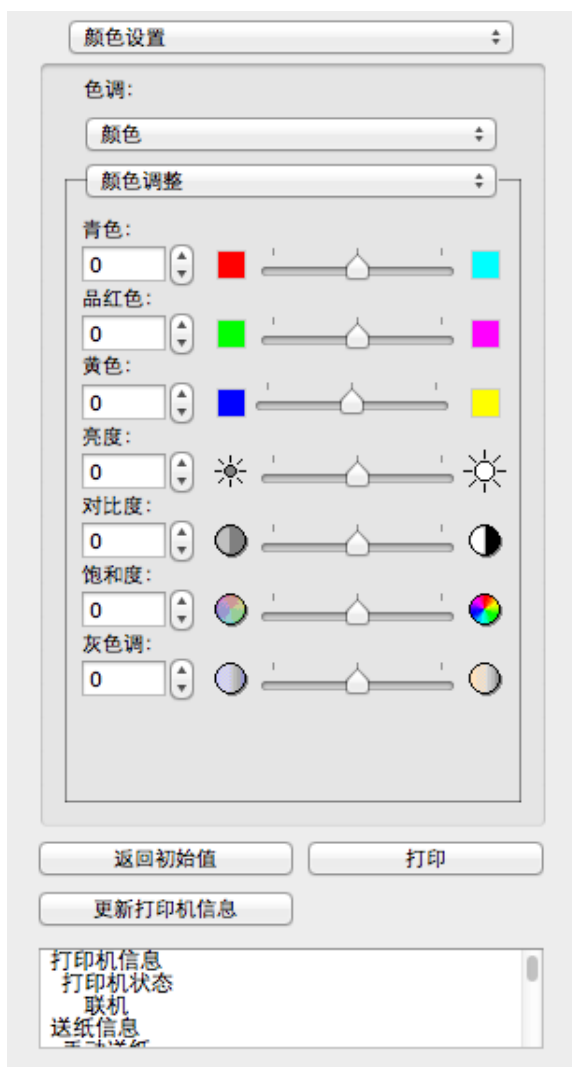 颜色设置
色调:
颜色
颜色调整
青色:
0
品红色:
0
黄色:
0
亮度:
0
对比度:
0
饱和度:
0
灰色调:
0
返回初始值
打印
更新打印机信息
打印机信息
打印机状态
联机
送纸信息